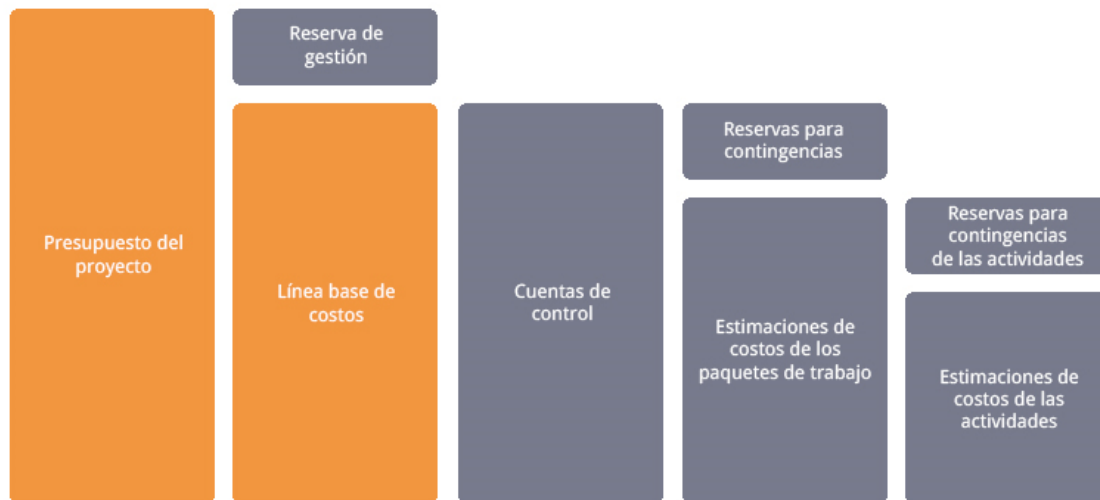 Presupuesto del
proyecto
Reserva de
gestión
Línea base de
costos
Cuentas de
control
Reservas para
contingencias
Estimaciones de
costos de los
paquetes de trabajo
Reservas para
contingencias
de las actividades
Estimaciones de
costos de las
actividades